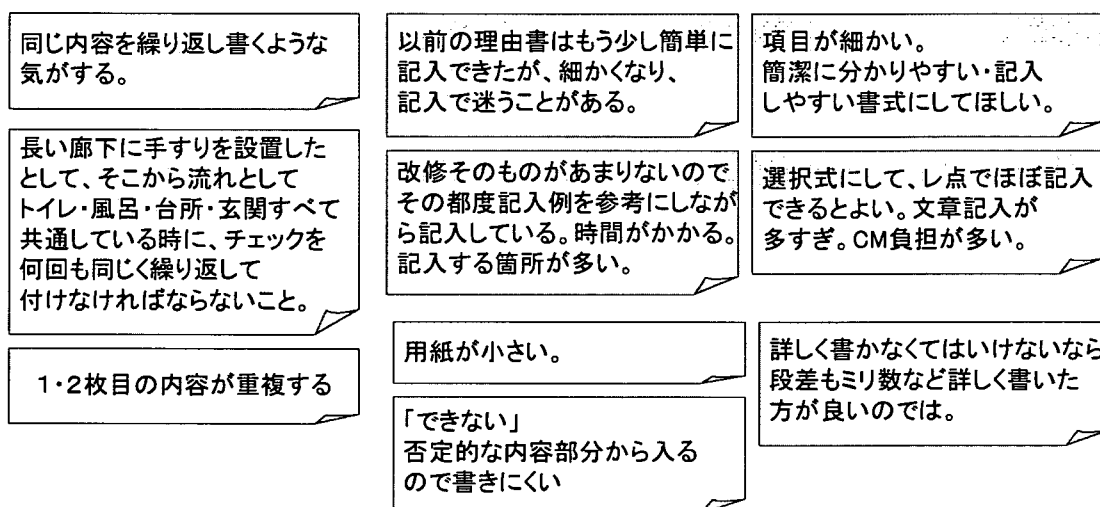 同じ内容を繰り返し書くような
気がする。
長い廊下に手すりを設置した
として、そこから流れとして
トイレ・風呂・台所・玄関すべて
共通している時に、チェックを
何回も同じく繰り返して
付けなければならないこと。
1・2枚目の内容が重複する
以前の理由書はもう少し簡単に
記入できたが、細かくなり、
記入で迷うことがある。
改修そのものがあまりないので
その都度記入例を参考にしなが
ら記入している。時間がかかる。
記入する箇所が多い。
用紙が小さい。
「できない」
否定的な内容部分から入る
ので書きにくい
項目が細かい。
簡潔に分かりやすい・記入
しやすい書式にしてほしい。
選択式にして、レ点でほぼ記入
できるとよい。文章記入が
多すぎ。CM負担が多い。
詳しく書かなくてはいけないなら
段差もミリ数など詳しく書いた
方が良いのでは。